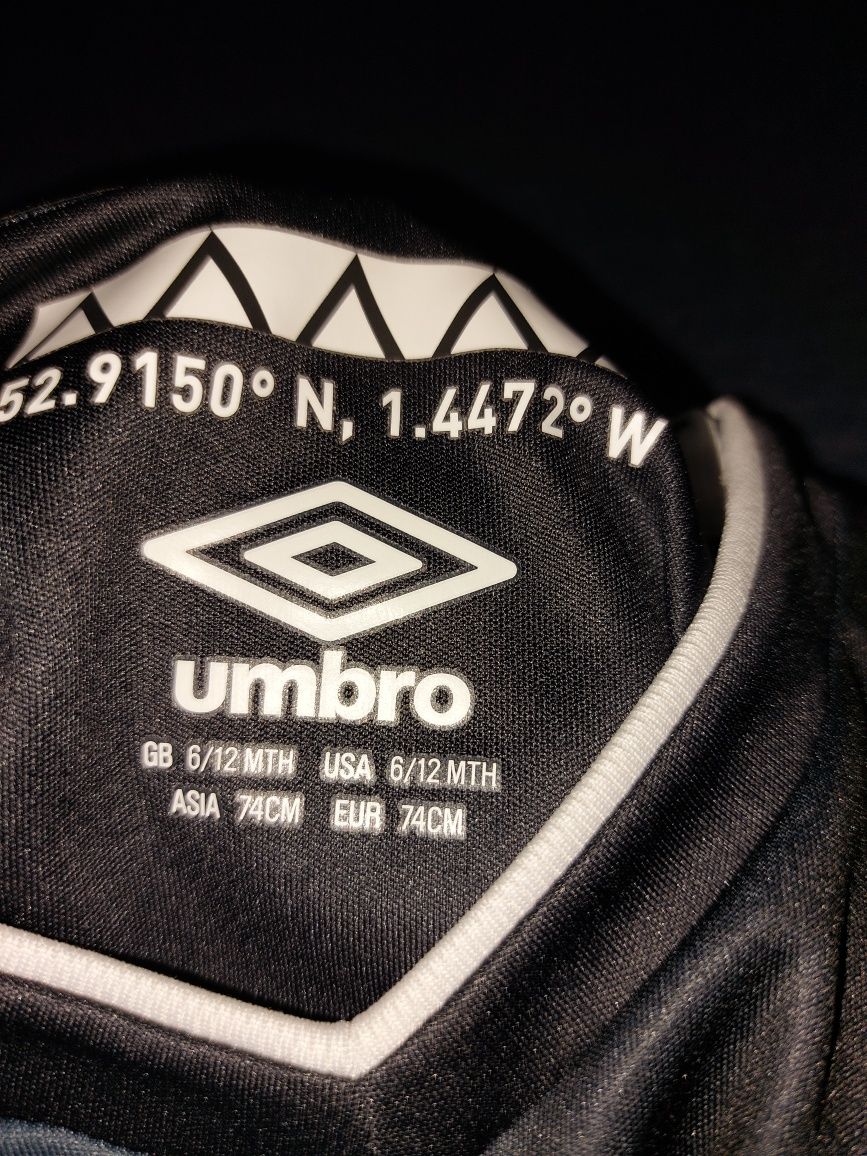 52.9150° N, 1.4472° W
umbro
GB 6/12 MTH USA 6/12 MTH
ASIA 74CM EUR 74CM